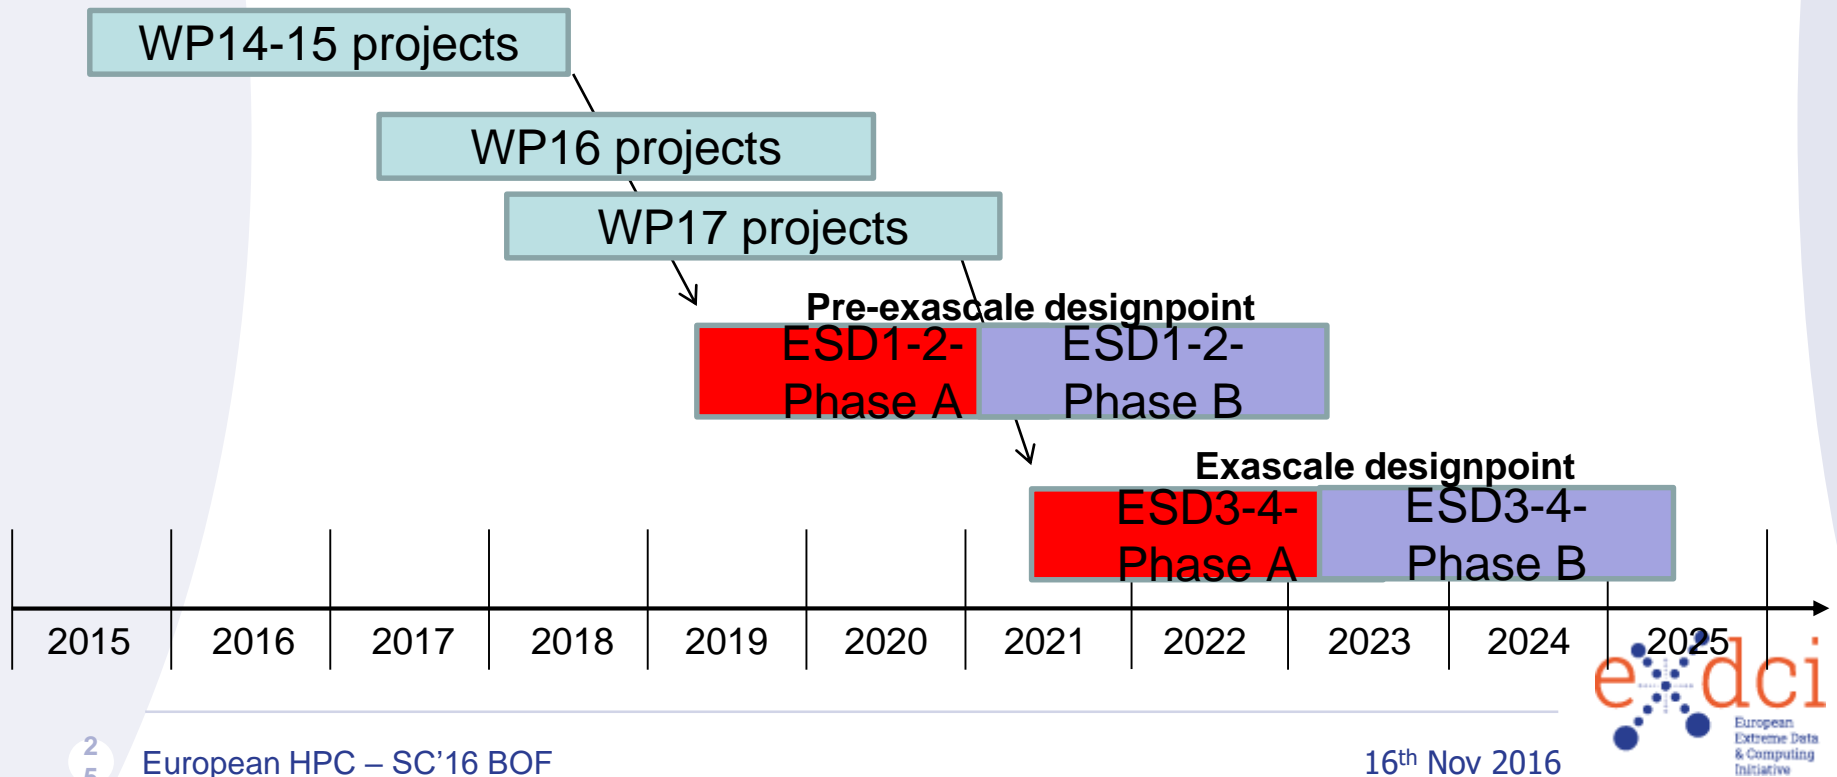 WP14-15 projects
WP16 projects
WP17 projects
Pre-exascale designpoint
ESD1-2-
Phase A
ESD1-2-
Phase B
Exascale designpoint
ESD3-4-
Phase A
ESD3-4-
Phase B
2015 2016 2017 2018 2019 2020 2021 2022 2023 2024 2025
exdci
European
Extreme Data
& Computing
Initiative
2
5
European HPC – SC'16 BOF
16th Nov 2016